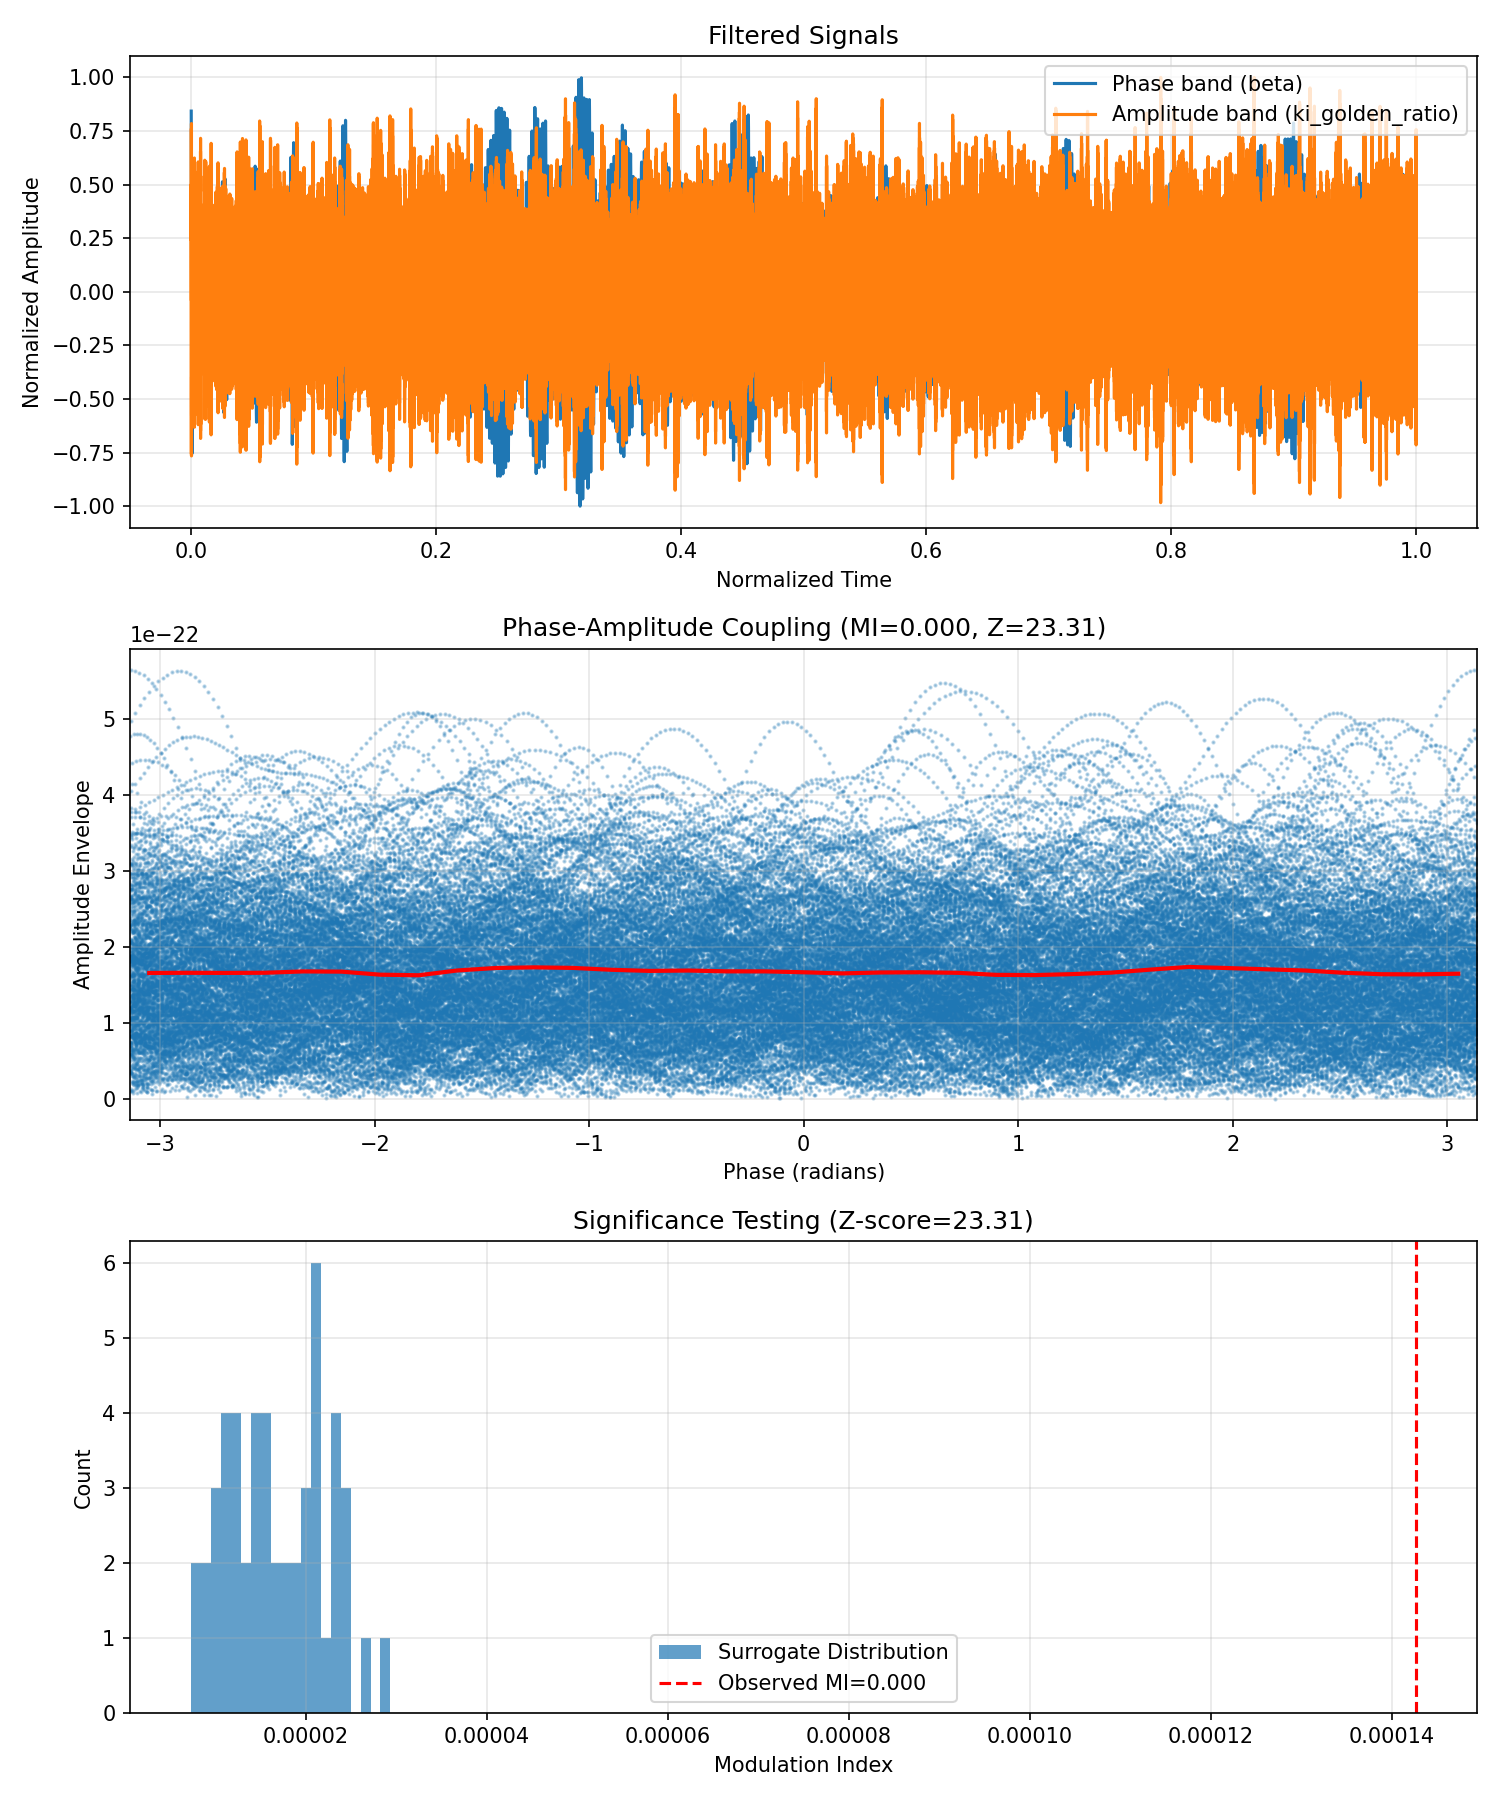 Filtered Signals
1.00
0.75
0.50
0.25
0.00
−0.25
−0.50
−0.75
−1.00
Normalized Amplitude
Phase band (beta)
Amplitude band (ki_golden_ratio)
0.0 0.2 0.4 0.6 0.8 1.0
Normalized Time
1e−22
Phase-Amplitude Coupling (MI=0.000, Z=23.31)
5
4
3
2
1
0
Amplitude Envelope
−3 −2 −1 0 1 2 3
Phase (radians)
Significance Testing (Z-score=23.31)
6
5
4
3
2
1
0
Count
Surrogate Distribution
Observed MI=0.000
0.00002 0.00004 0.00006 0.00008 0.00010 0.00012 0.00014
Modulation Index